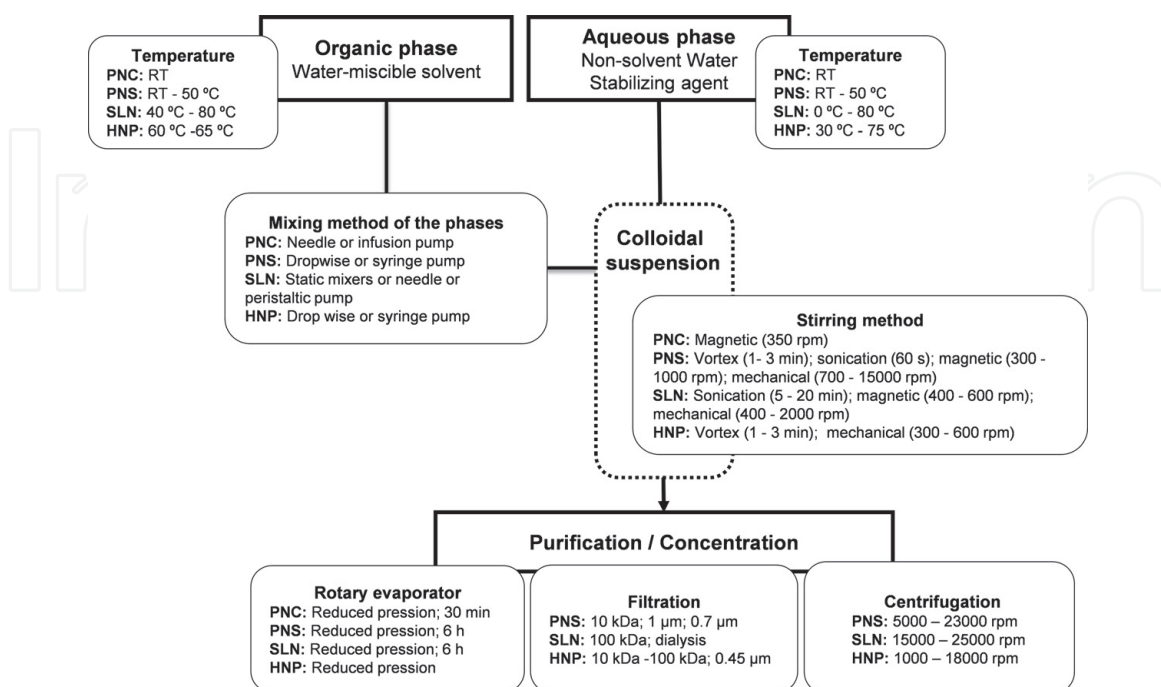 Temperature
PNC: RT
PNS: RT - 50 ºC
SLN: 40 ºC - 80 ºC
HNP: 60 ºC -65 ºC
Organic phase
Water-miscible solvent
Aqueous phase
Non-solvent Water
Stabilizing agent
Temperature
PNC: RT
PNS: RT - 50 ºC
SLN: 0 ºC - 80 ºC
HNP: 30 ºC - 75 ºC
Mixing method of the phases
PNC: Needle or infusion pump
PNS: Dropwise or syringe pump
SLN: Static mixers or needle or
peristaltic pump
HNP: Drop wise or syringe pump
Colloidal
suspension
Stirring method
PNC: Magnetic (350 rpm)
PNS: Vortex (1- 3 min); sonication (60 s); magnetic (300 -
1000 rpm); mechanical (700 - 15000 rpm)
SLN: Sonication (5 - 20 min); magnetic (400 - 600 rpm);
mechanical (400 - 2000 rpm)
HNP: Vortex (1 - 3 min);  mechanical (300 - 600 rpm)
Purification / Concentration
Rotary evaporator
PNC: Reduced pression; 30 min
PNS: Reduced pression; 6 h
SLN: Reduced pression; 6 h
HNP: Reduced pression
Filtration
PNS: 10 kDa; 1 µm; 0.7 µm
SLN: 100 kDa; dialysis
HNP: 10 kDa -100 kDa; 0.45 µm
Centrifugation
PNS: 5000 – 23000 rpm
SLN: 15000 – 25000 rpm
HNP: 1000 – 18000 rpm